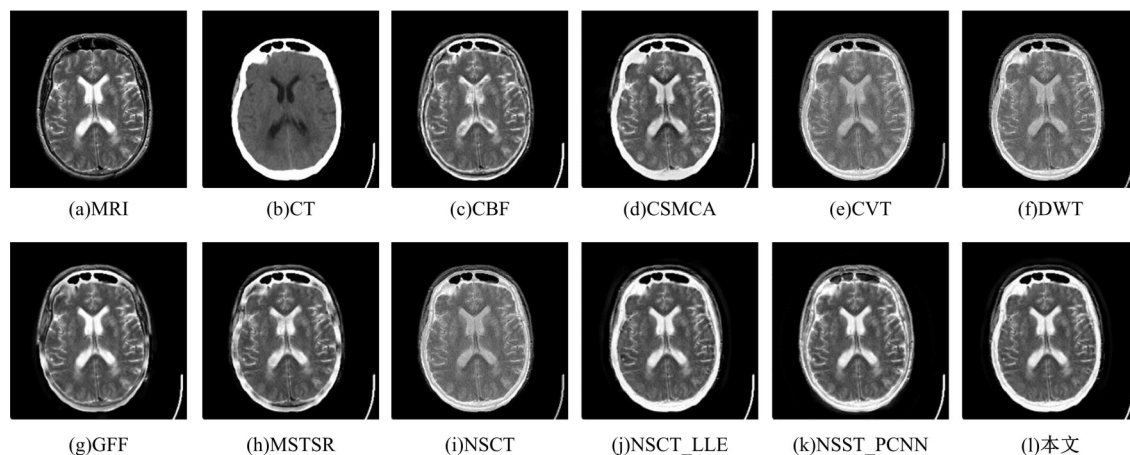 (a)MRI (b)CT (c)CBF (d)CSMCA (e)CVT (f)DWT
(g)GFF (h)MSTSR (i)NSCT (j)NSCT_LLE (k)NSST_PCNN (l)本文